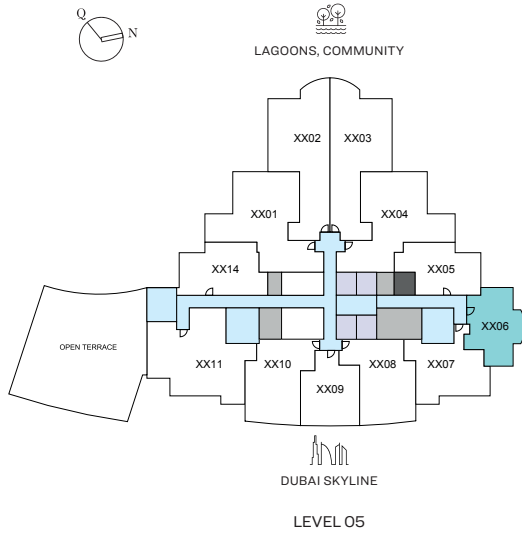 Q
N
LAGOONS, COMMUNITY
XX02
XX03
XX01
XX04
XX14
XX05
XX06
OPEN TERRACE
XX11
XX10
XX08
XX07
XX09
DUBAI SKYLINE
LEVEL 05